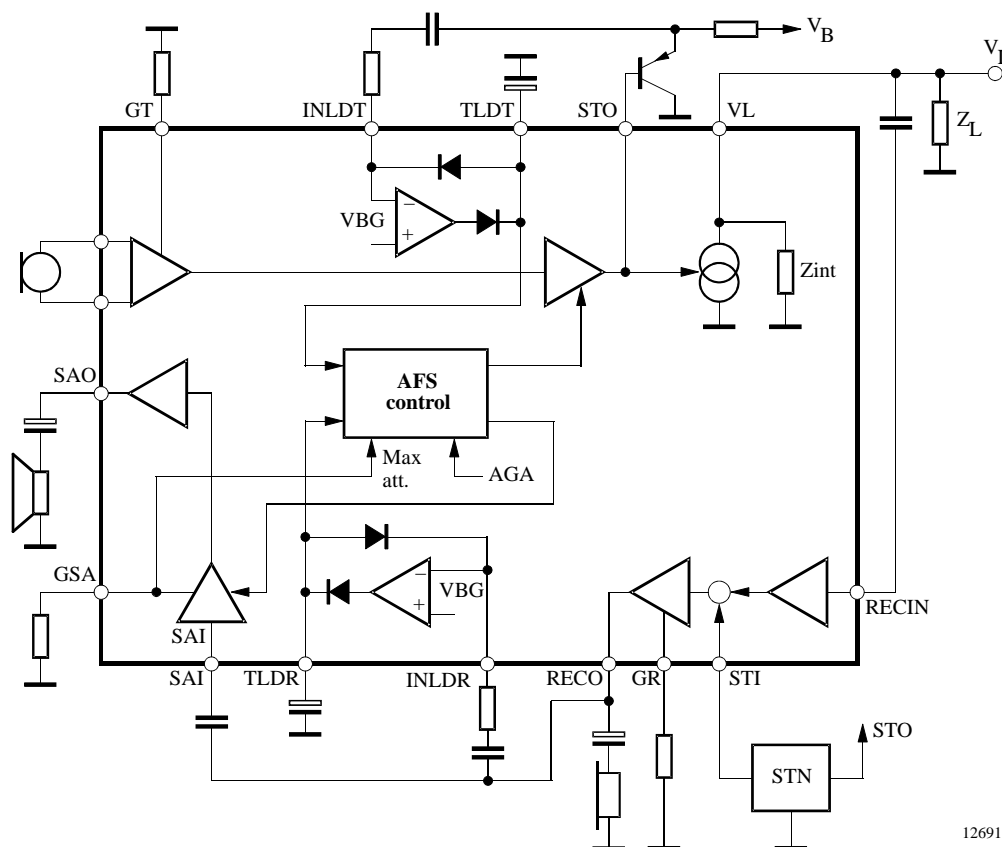 V_B
V_L
GT
INLDT
TLDT
STO
VL
Z_L
VBG
−
+
Zint
SAO
AFS
control
Max
att.
AGA
GSA
VBG
−
+
RECIN
SAI
SAI
TLDR
INLDR
RECO
GR
STI
STO
STN
12691